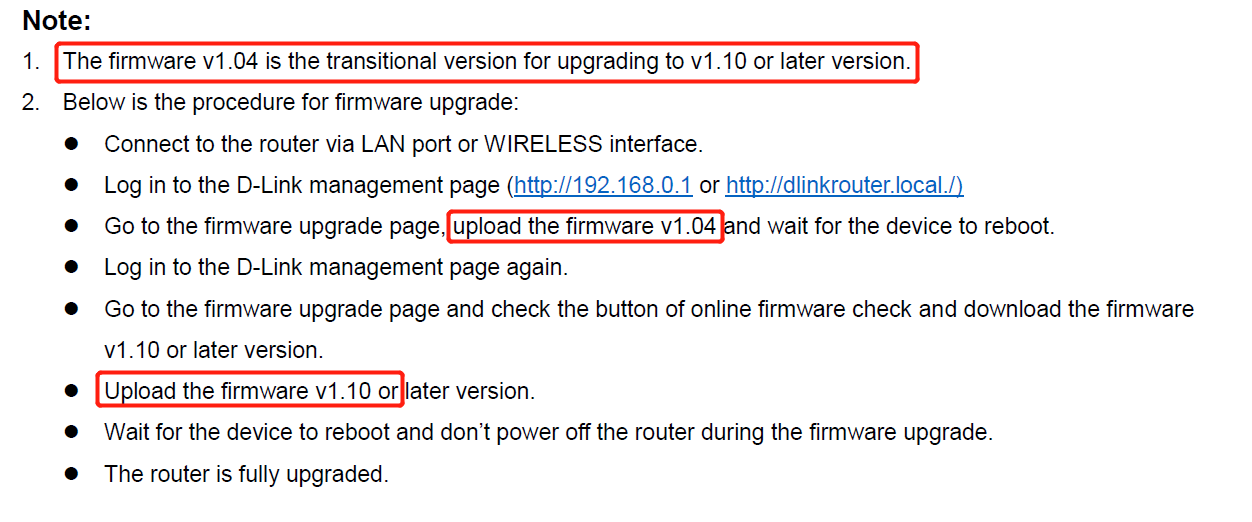 Note:
1. The firmware v1.04 is the transitional version for upgrading to v1.10 or later version.
2. Below is the procedure for firmware upgrade:
● Connect to the router via LAN port or WIRELESS interface.
● Log in to the D-Link management page (http://192.168.0.1 or http://dlinkrouter.local./)
● Go to the firmware upgrade page, upload the firmware v1.04 and wait for the device to reboot.
● Log in to the D-Link management page again.
● Go to the firmware upgrade page and check the button of online firmware check and download the firmware
v1.10 or later version.
● Upload the firmware v1.10 or later version.
● Wait for the device to reboot and don’t power off the router during the firmware upgrade.
● The router is fully upgraded.